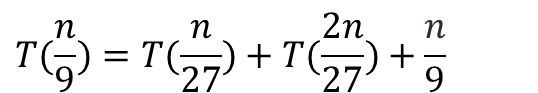 T(n/9) = T(n/27) + T(2n/27) + n/9